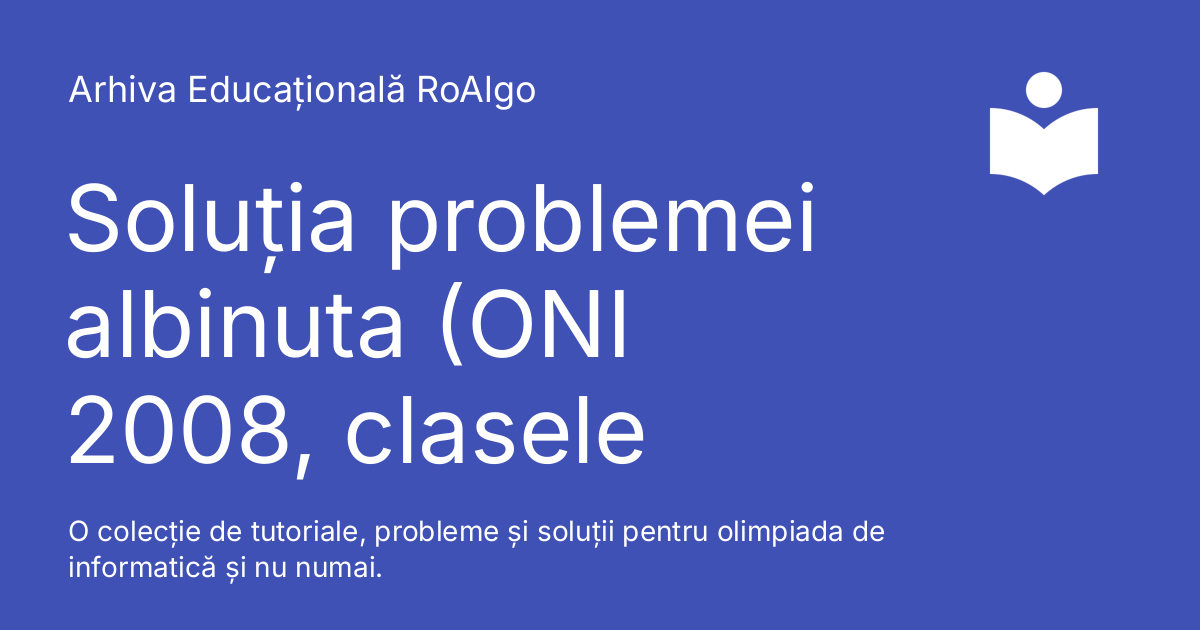 Arhiva Educațională RoAlgo
Soluția problemei
albinuta (ONI
2008, clasele
O colecție de tutoriale, probleme și soluții pentru olimpiada de
informatică și nu numai.